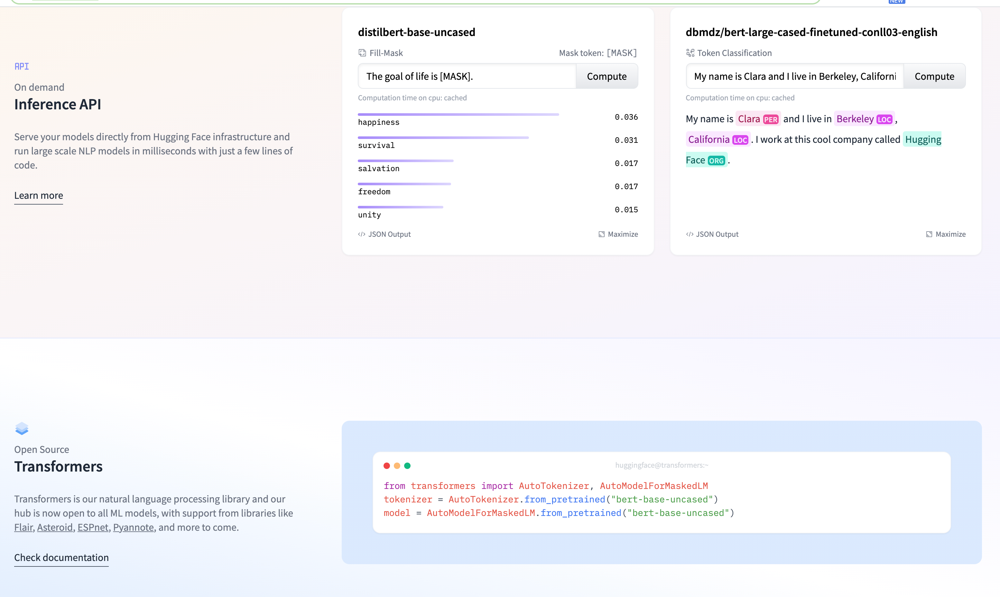 NEW
API
On demand
Inference API
Serve your models directly from Hugging Face infrastructure and
run large scale NLP models in milliseconds with just a few lines of
code.
Learn more
distilbert-base-uncased
Fill-Mask
Mask token: [MASK]
The goal of life is [MASK].
Compute
Computation time on cpu: cached
happiness 0.036
survival 0.031
salvation 0.017
freedom 0.017
unity 0.015
</> JSON Output
Maximize
dbmdz/bert-large-cased-finetuned-conll03-english
Token Classification
My name is Clara and I live in Berkeley, Californi
Compute
Computation time on cpu: cached
My name is Clara PER and I live in Berkeley LOC ,
California LOC . I work at this cool company called Hugging
Face ORG .
</> JSON Output
Maximize
Open Source
Transformers
Transformers is our natural language processing library and our
hub is now open to all ML models, with support from libraries like
Flair, Asteroid, ESPnet, Pyannote, and more to come.
Check documentation
huggingface@transformers:~
from transformers import AutoTokenizer, AutoModelForMaskedLM
tokenizer = AutoTokenizer.from_pretrained("bert-base-uncased")
model = AutoModelForMaskedLM.from_pretrained("bert-base-uncased")